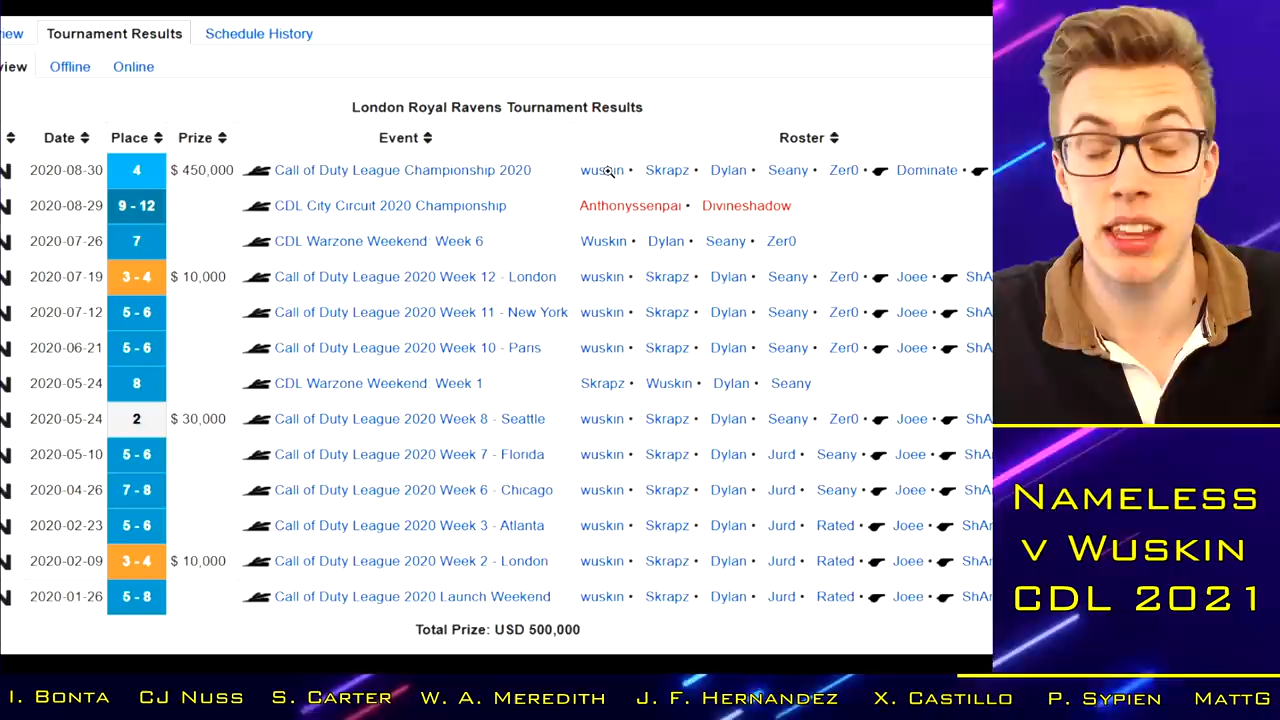 iew Tournament Results Schedule History
view Offline Online
London Royal Ravens Tournament Results
Date Place Prize Event Roster
2020-08-30 4 $ 450,000 Call of Duty League Championship 2020 wuskin • Skrapz • Dylan • Seany • Zer0 • Dominate •
2020-08-29 9 - 12 CDL City Circuit 2020 Championship Anthonyssenpai • Divineshadow
2020-07-26 7 CDL Warzone Weekend Week 6 Wuskin • Dylan • Seany • Zer0
2020-07-19 3 - 4 $ 10,000 Call of Duty League 2020 Week 12 - London wuskin • Skrapz • Dylan • Seany • Zer0 • Joee • ShA
2020-07-12 5 - 6 Call of Duty League 2020 Week 11 - New York wuskin • Skrapz • Dylan • Seany • Zer0 • Joee • ShA
2020-06-21 5 - 6 Call of Duty League 2020 Week 10 - Paris wuskin • Skrapz • Dylan • Seany • Zer0 • Joee • ShA
2020-05-24 8 CDL Warzone Weekend Week 1 Skrapz • Wuskin • Dylan • Seany
2020-05-24 2 $ 30,000 Call of Duty League 2020 Week 8 - Seattle wuskin • Skrapz • Dylan • Seany • Zer0 • Joee • ShA
2020-05-10 5 - 6 Call of Duty League 2020 Week 7 - Florida wuskin • Skrapz • Dylan • Jurd • Seany • Joee • ShA
2020-04-26 7 - 8 Call of Duty League 2020 Week 6 - Chicago wuskin • Skrapz • Dylan • Jurd • Seany • Joee • ShA
2020-02-23 5 - 6 Call of Duty League 2020 Week 3 - Atlanta wuskin • Skrapz • Dylan • Jurd • Rated • Joee • ShA
2020-02-09 3 - 4 $ 10,000 Call of Duty League 2020 Week 2 - London wuskin • Skrapz • Dylan • Jurd • Rated • Joee • ShA
2020-01-26 5 - 8 Call of Duty League 2020 Launch Weekend wuskin • Skrapz • Dylan • Jurd • Rated • Joee • ShA
Total Prize: USD 500,000
Nameless
v Wuskin
CDL 2021
I. Bonta CJ Nuss S. Carter W. A. Meredith J. F. Hernandez X. Castillo P. Sypien MattG